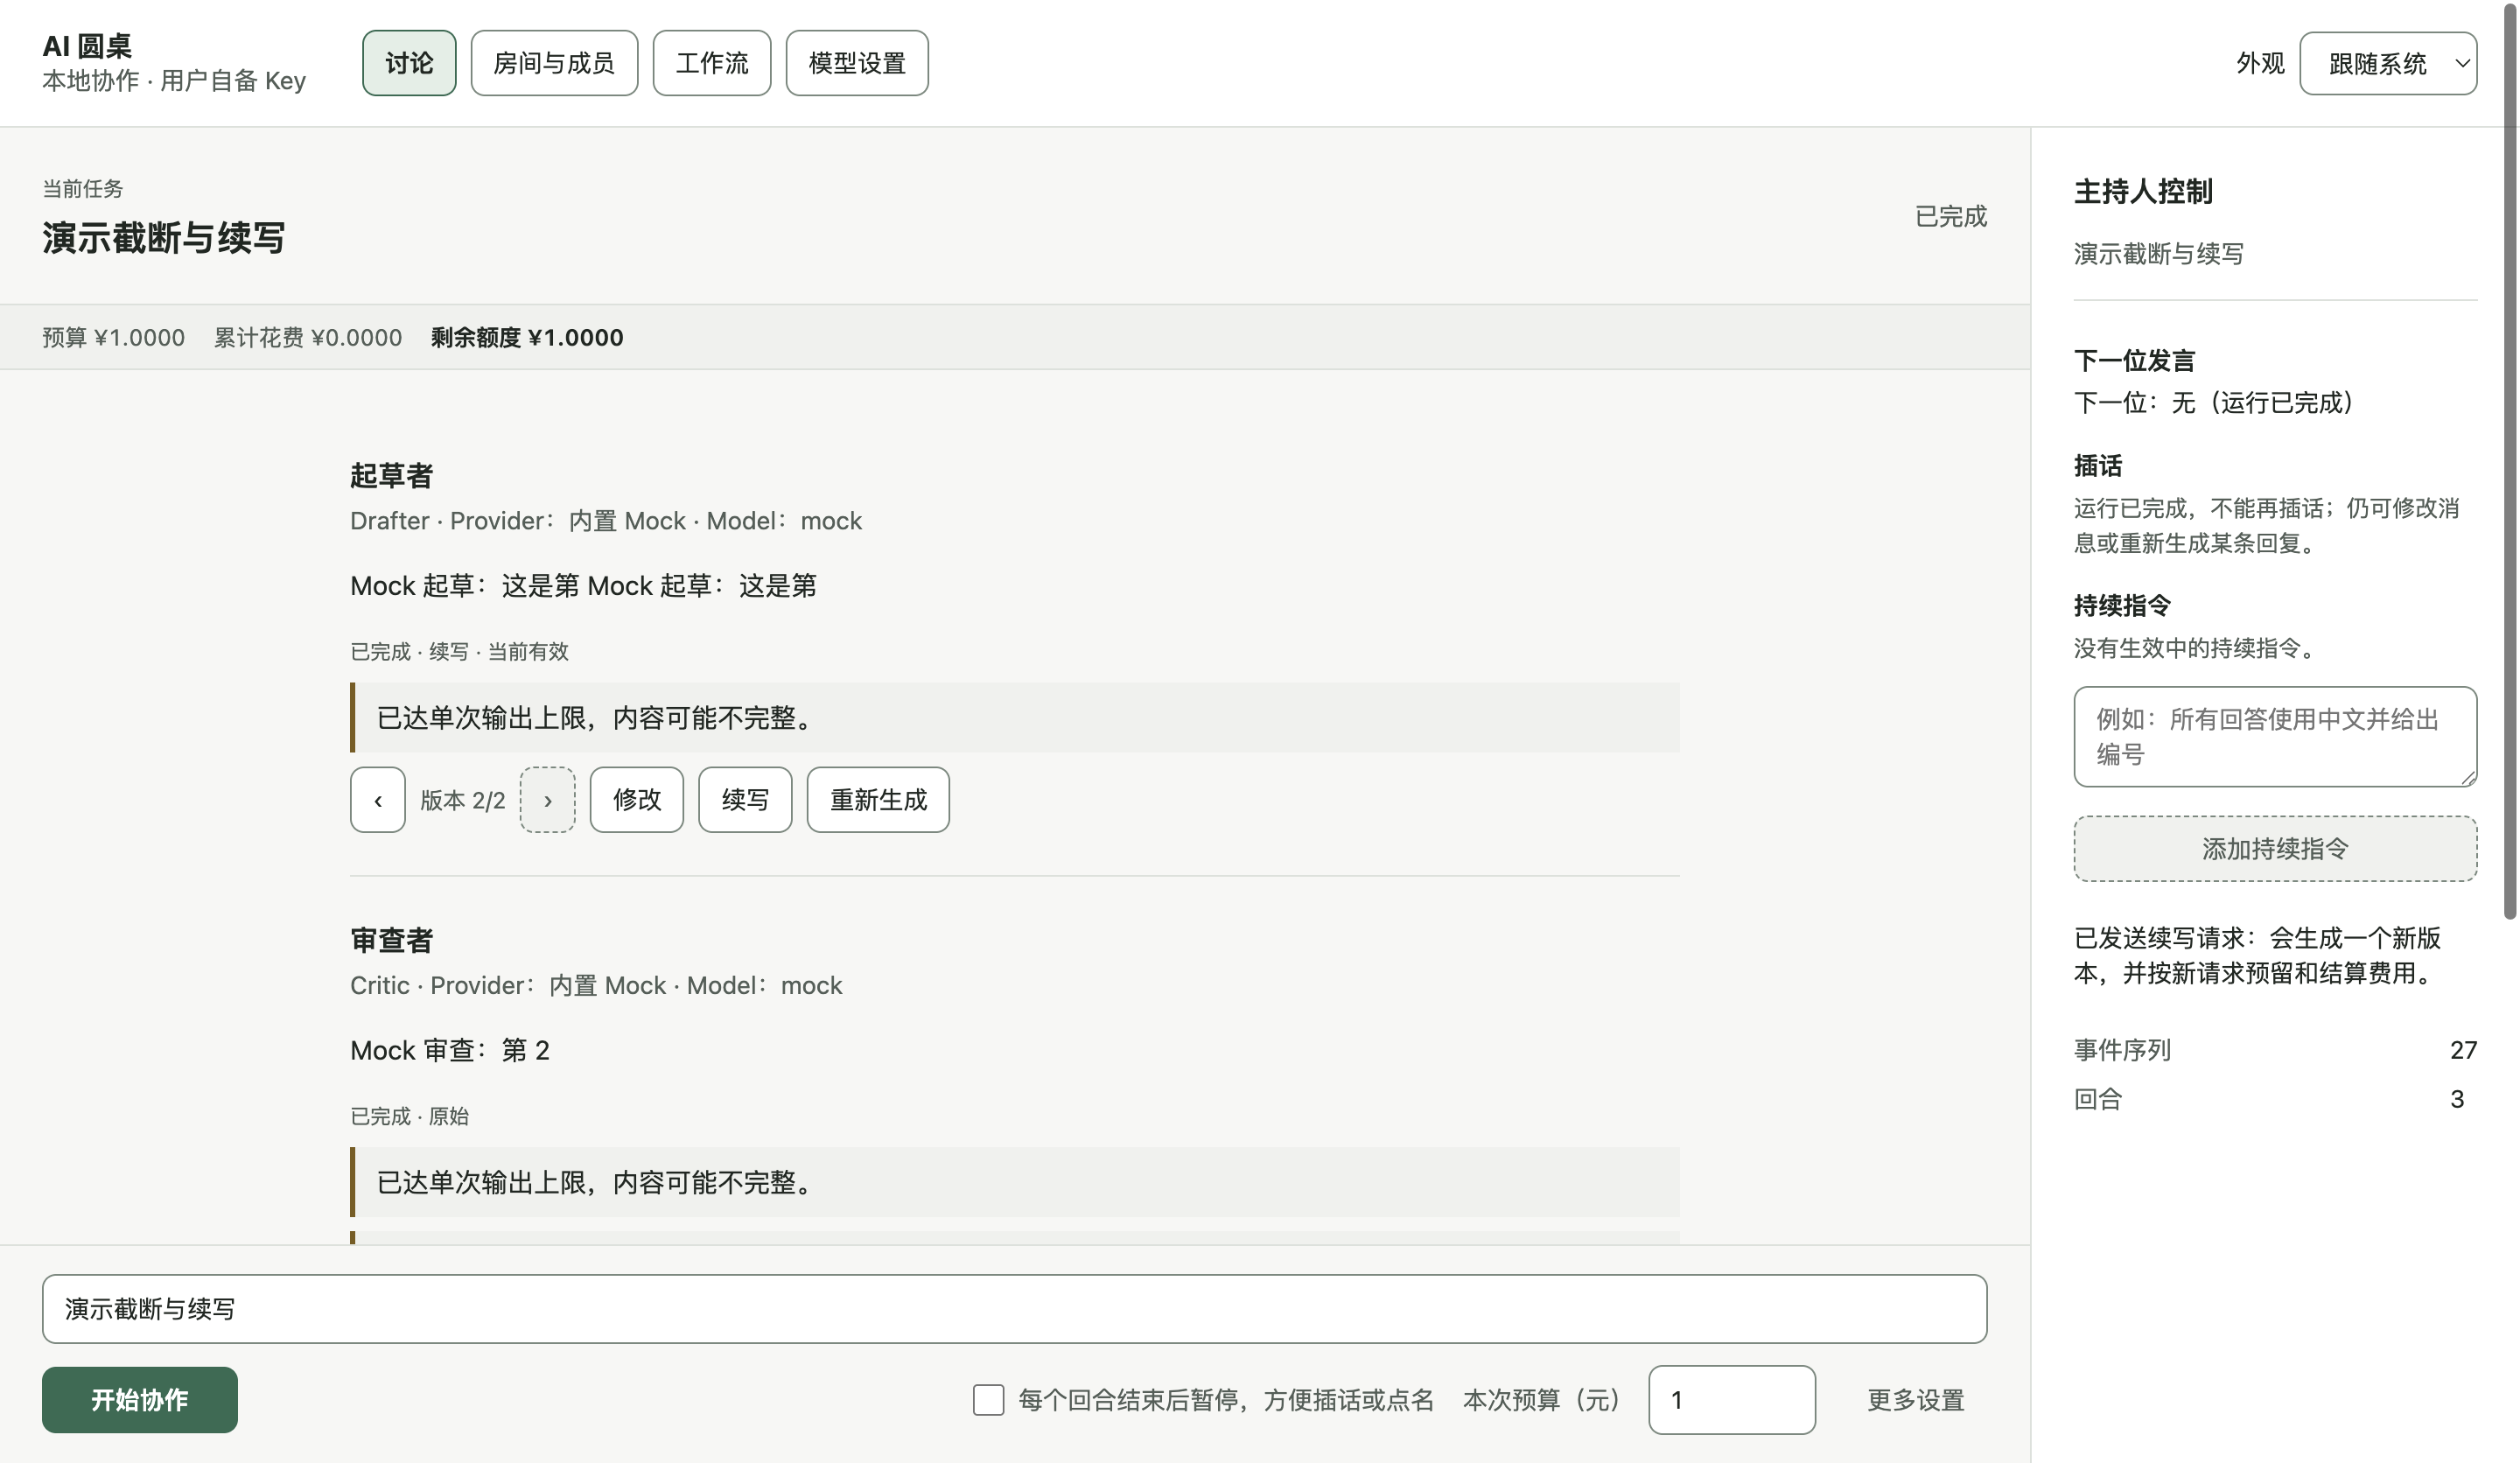 AI 圆桌
本地协作 · 用户自备 Key
讨论
房间与成员
工作流
模型设置
外观
跟随系统
当前任务
演示截断与续写
已完成
预算 ¥1.0000 累计花费 ¥0.0000 剩余额度 ¥1.0000
起草者
Drafter · Provider：内置 Mock · Model：mock
Mock 起草：这是第 Mock 起草：这是第
已完成 · 续写 · 当前有效
已达单次输出上限，内容可能不完整。
‹ 版本 2/2 › 修改 续写 重新生成
审查者
Critic · Provider：内置 Mock · Model：mock
Mock 审查：第 2
已完成 · 原始
已达单次输出上限，内容可能不完整。
演示截断与续写
开始协作
每个回合结束后暂停，方便插话或点名
本次预算（元）
1
更多设置
主持人控制
演示截断与续写
下一位发言
下一位：无（运行已完成）
插话
运行已完成，不能再插话；仍可修改消
息或重新生成某条回复。
持续指令
没有生效中的持续指令。
例如：所有回答使用中文并给出
编号
添加持续指令
已发送续写请求：会生成一个新版
本，并按新请求预留和结算费用。
事件序列 27
回合 3